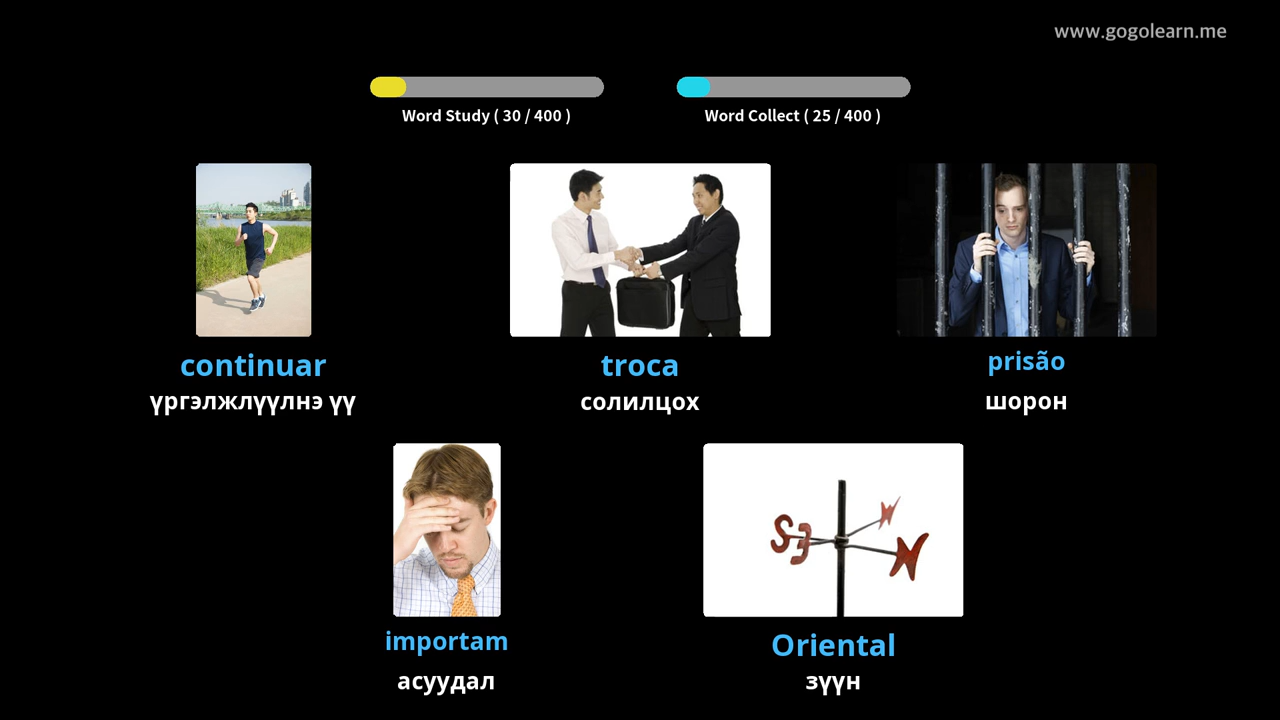 www.gogolearn.me
Word Study ( 30 / 400 )
Word Collect ( 25 / 400 )
continuar
үргэлжлүүлнэ үү
troca
солилцох
prisão
шорон
importam
асуудал
S E N
Oriental
зүүн